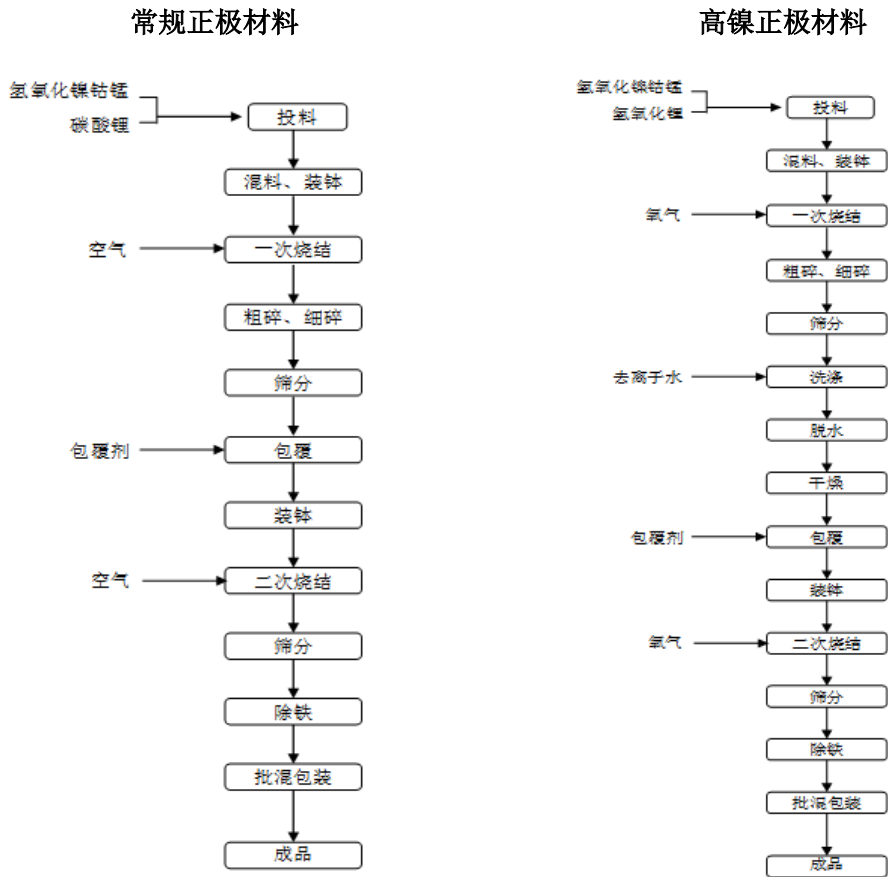 常规正极材料
氢氧化镍钴锰
碳酸锂
投料
混料、装钵
空气
一次烧结
粗碎、细碎
筛分
包覆剂
包覆
装钵
空气
二次烧结
筛分
除铁
批混包装
成品
高镍正极材料
氢氧化镍钴锰
氢氧化锂
投料
混料、装钵
氧气
一次烧结
粗碎、细碎
筛分
去离子水
洗涤
脱水
干燥
包覆剂
包覆
装钵
氧气
二次烧结
筛分
除铁
批混包装
成品